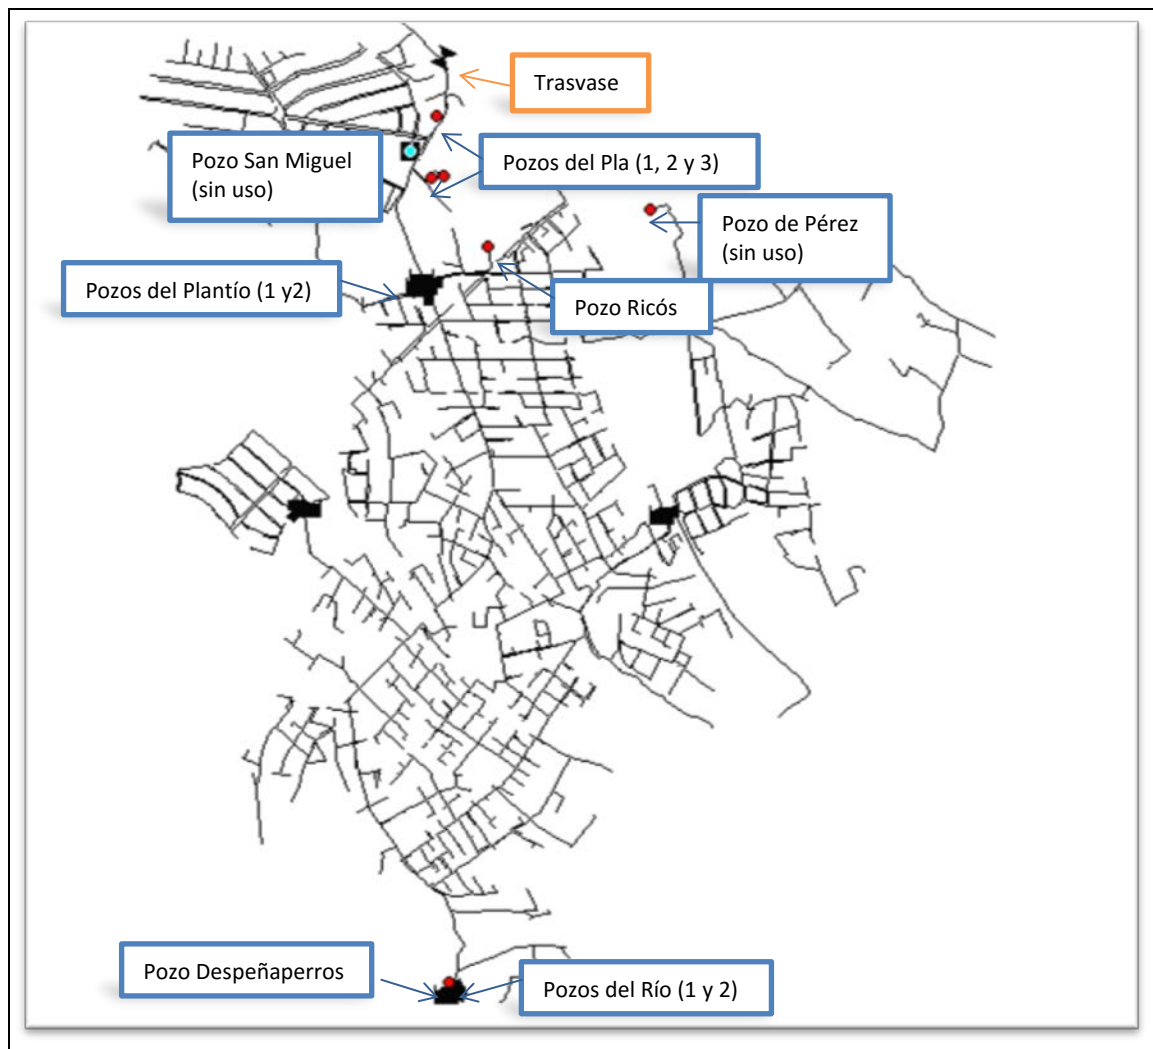 Trasvase
Pozo San Miguel
(sin uso)
Pozos del Pla (1, 2 y 3)
Pozo de Pérez
(sin uso)
Pozos del Plantío (1 y2)
Pozo Ricós
Pozo Despeñaperros
Pozos del Río (1 y 2)